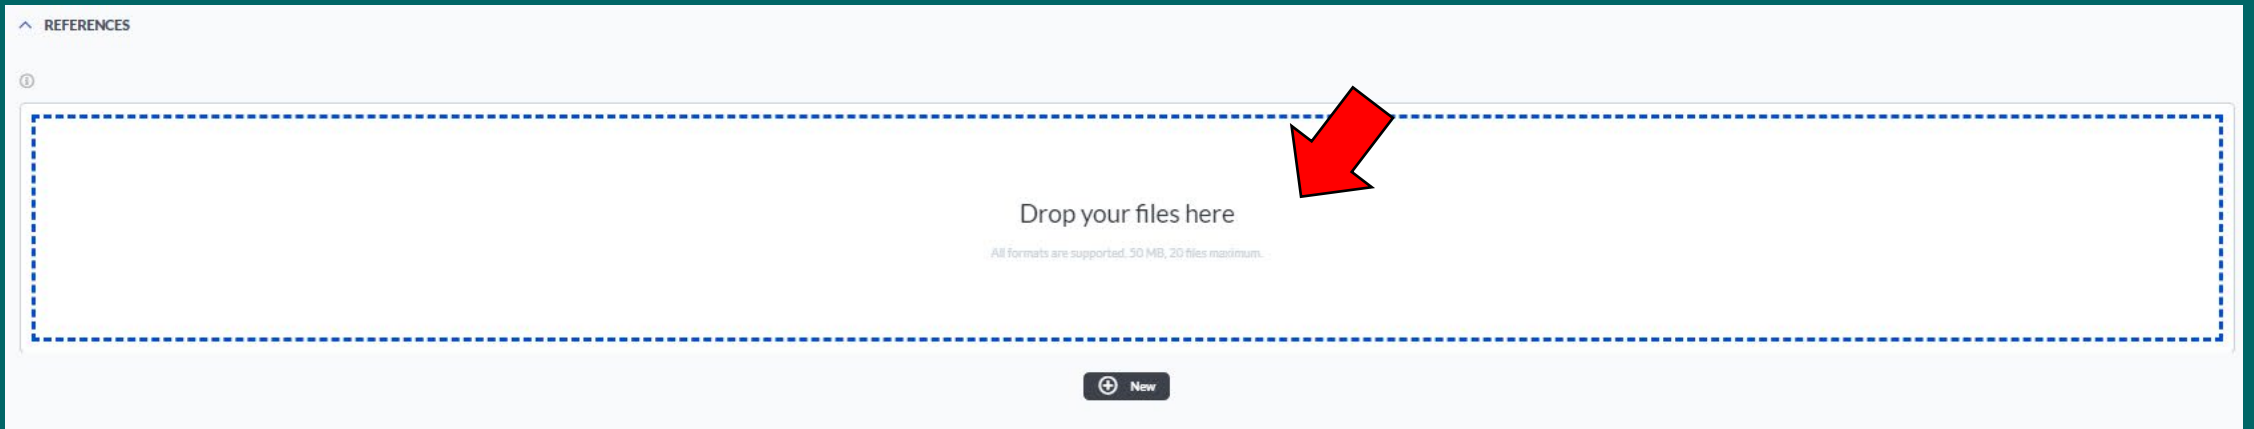 REFERENCES
Drop your files here
All formats are supported. 50 MB, 20 files maximum.
New